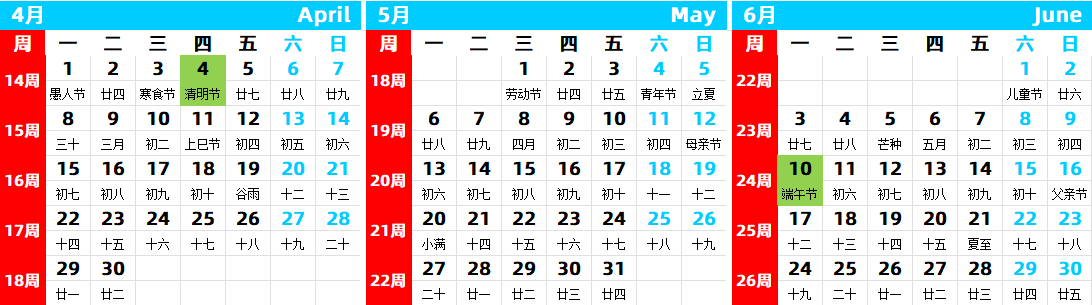 4月 April
周 一 二 三 四 五 六 日
14周 1 2 3 4 5 6 7
愚人节 廿四 寒食节 清明节 廿七 廿八 廿九
15周 8 9 10 11 12 13 14
三十 三月 初二 上巳节 初四 初五 初六
16周 15 16 17 18 19 20 21
初七 初八 初九 初十 谷雨 十二 十三
17周 22 23 24 25 26 27 28
十四 十五 十六 十七 十八 十九 二十
18周 29 30
廿一 廿二
5月 May
周 一 二 三 四 五 六 日
18周 1 2 3 4 5
劳动节 廿四 廿五 青年节 立夏
19周 6 7 8 9 10 11 12
廿八 廿九 四月 初二 初三 初四 母亲节
20周 13 14 15 16 17 18 19
初六 初七 初八 初九 初十 十一 十二
21周 20 21 22 23 24 25 26
小满 十四 十五 十六 十七 十八 十九
22周 27 28 29 30 31
二十 廿一 廿二 廿三 廿四
6月 June
周 一 二 三 四 五 六 日
22周 1 2
儿童节 廿六
23周 3 4 5 6 7 8 9
廿七 廿八 芒种 五月 初二 初三 初四
24周 10 11 12 13 14 15 16
端午节 初六 初七 初八 初九 初十 父亲节
25周 17 18 19 20 21 22 23
十二 十三 十四 十五 夏至 十七 十八
26周 24 25 26 27 28 29 30
十九 二十 廿一 廿二 廿三 廿四 廿五